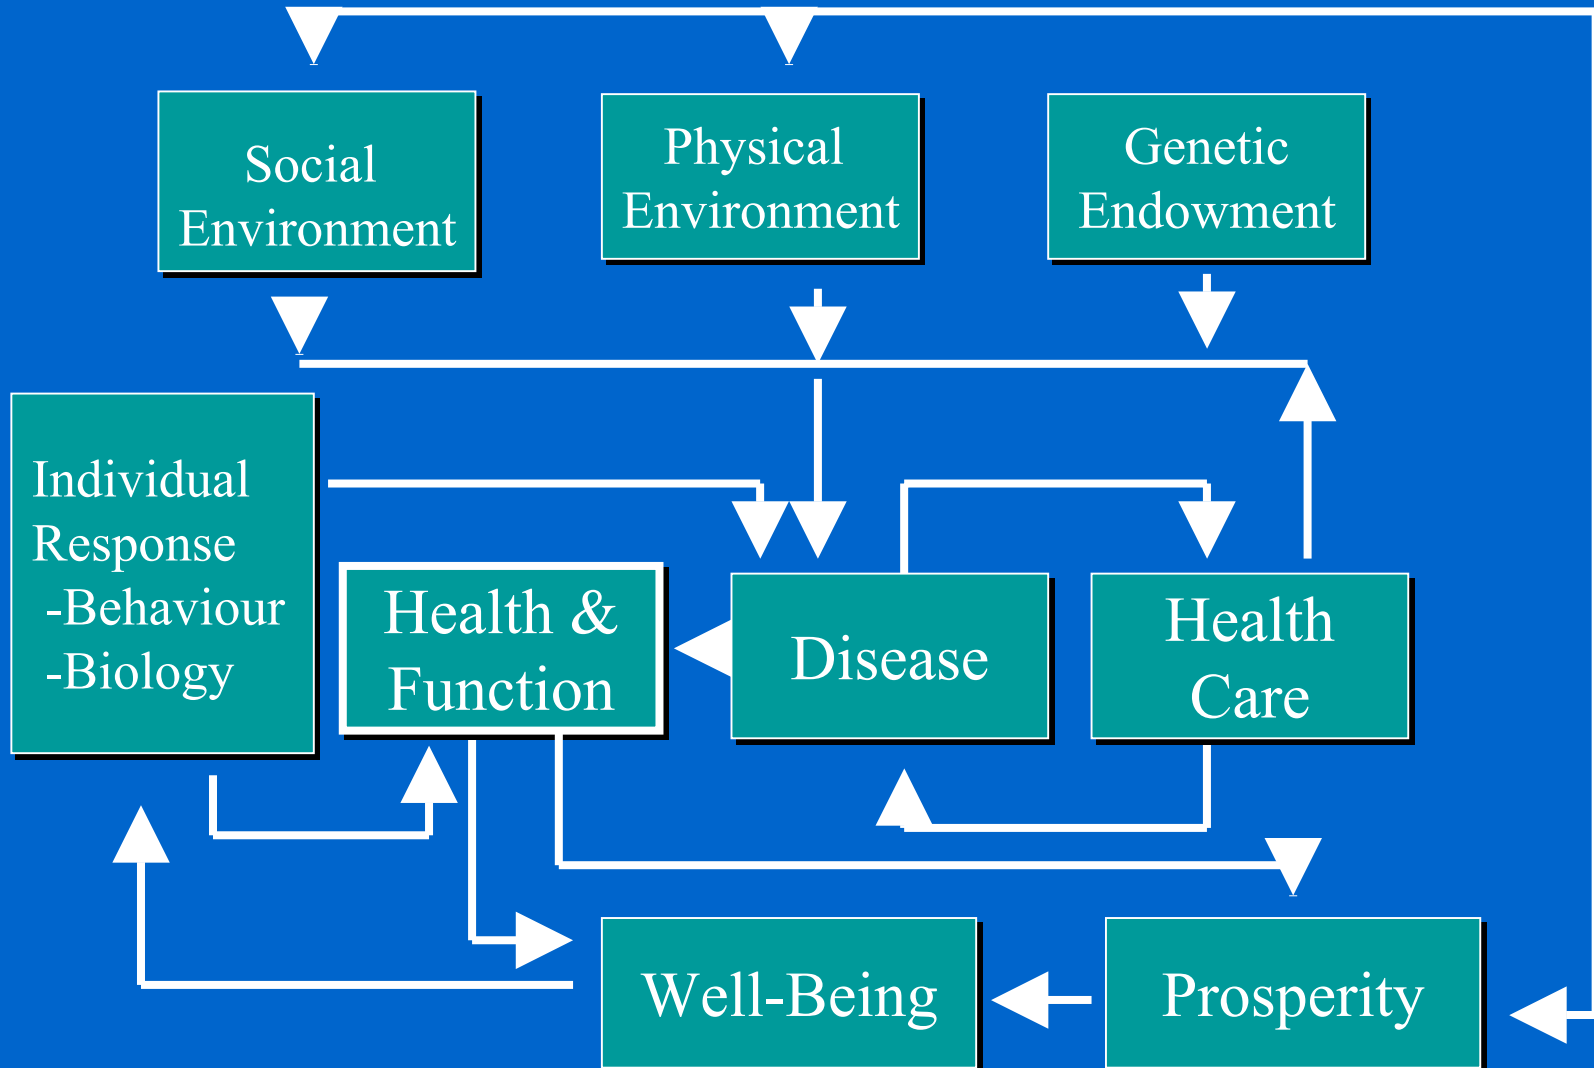 Social
Environment
Physical
Environment
Genetic
Endowment
Individual
Response
-Behaviour
-Biology
Health &
Function
Disease
Health
Care
Well-Being
Prosperity